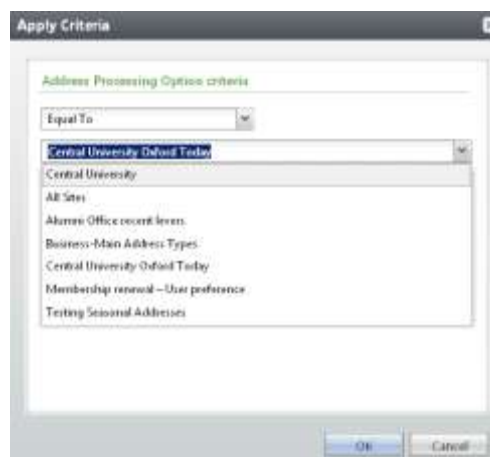 Apply Criteria
Address Processing Option criteria
Equal To
Central University Oxford Today
Central University
All Sites
Alumni Office recent levers
Business-Main Address Types
Central University Oxford Today
Membership renewal – User preference
Testing Seasonal Addresses
OK
Cancel